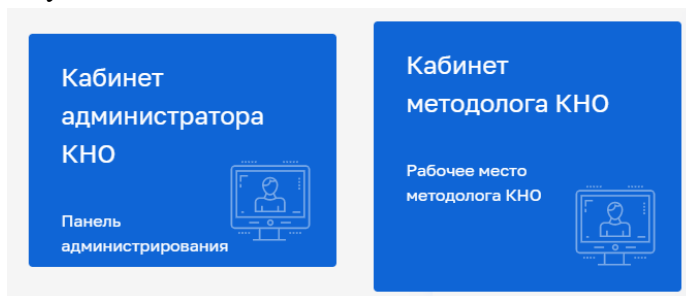 Кабинет
администратора
КНО
Панель
администрирования
Кабинет
методолога КНО
Рабочее место
методолога КНО